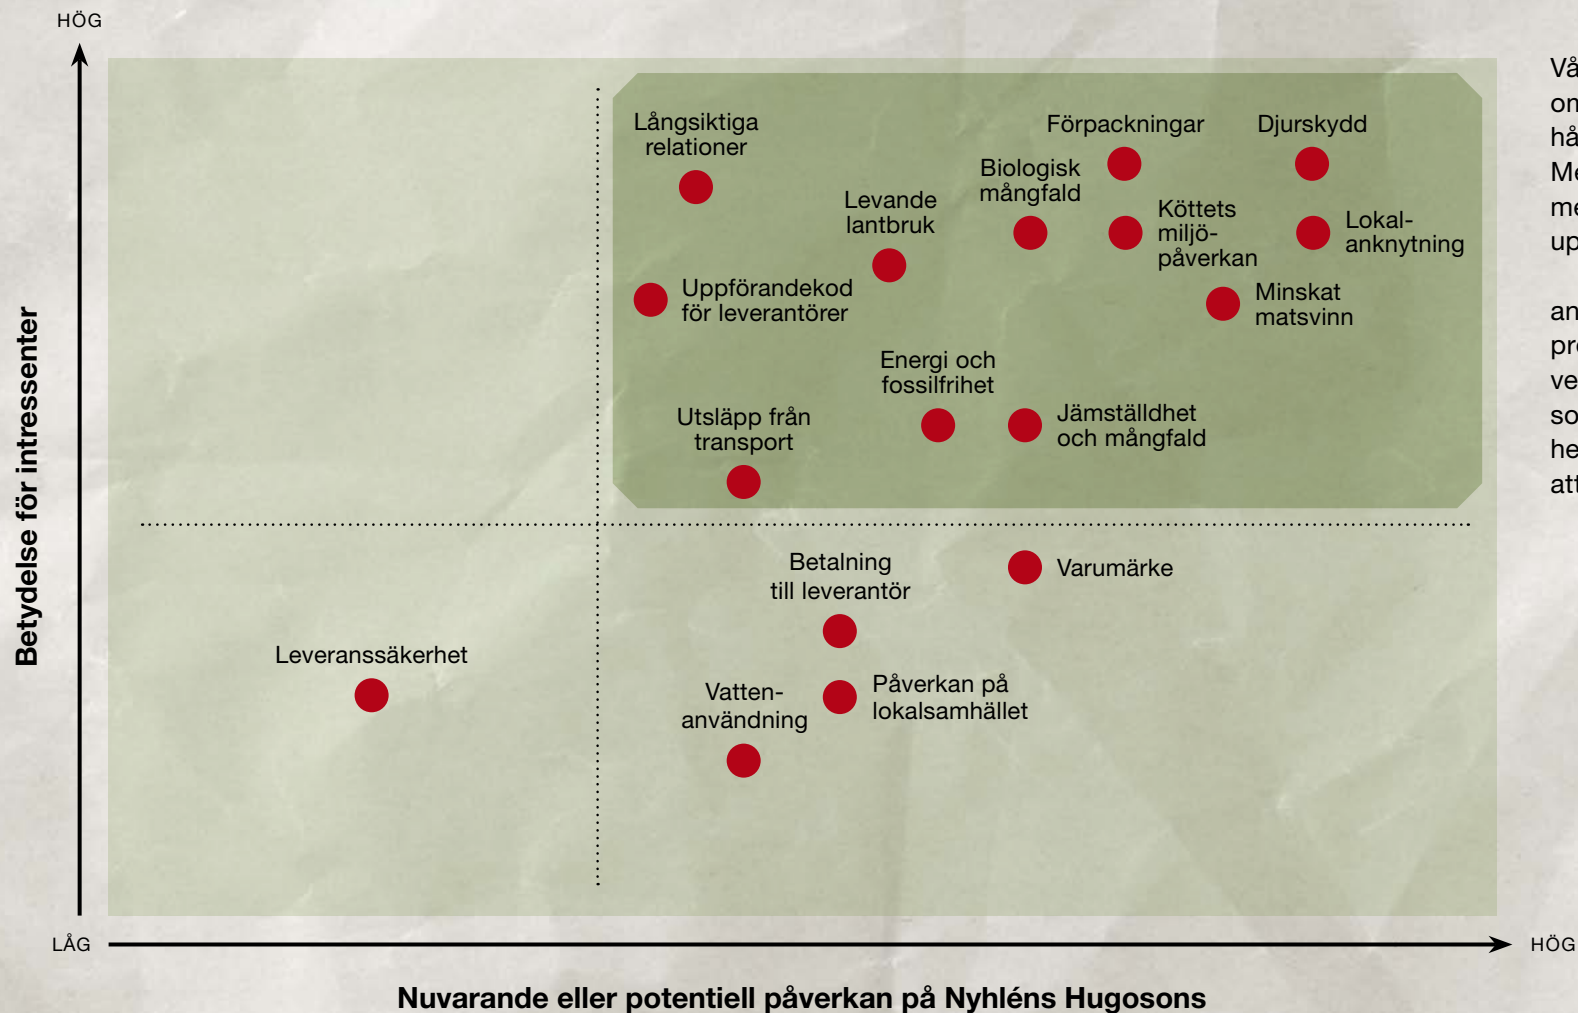 HÖG
Betydelse för intressenter
Långsiktiga
relationer
Förpackningar
Djurskydd
Biologisk
mångfald
Levande
lantbruk
Köttets
miljö-
påverkan
Lokal-
anknytning
Uppförandekod
för leverantörer
Minskat
matsvinn
Energi och
fossilfrihet
Utsläpp från
transport
Jämställdhet
och mångfald
Betalning
till leverantör
Varumärke
Leveranssäkerhet
Vatten-
användning
Påverkan på
lokalsamhället
LÅG
HÖG
Nuvarande eller potentiell påverkan på Nyhléns Hugosons